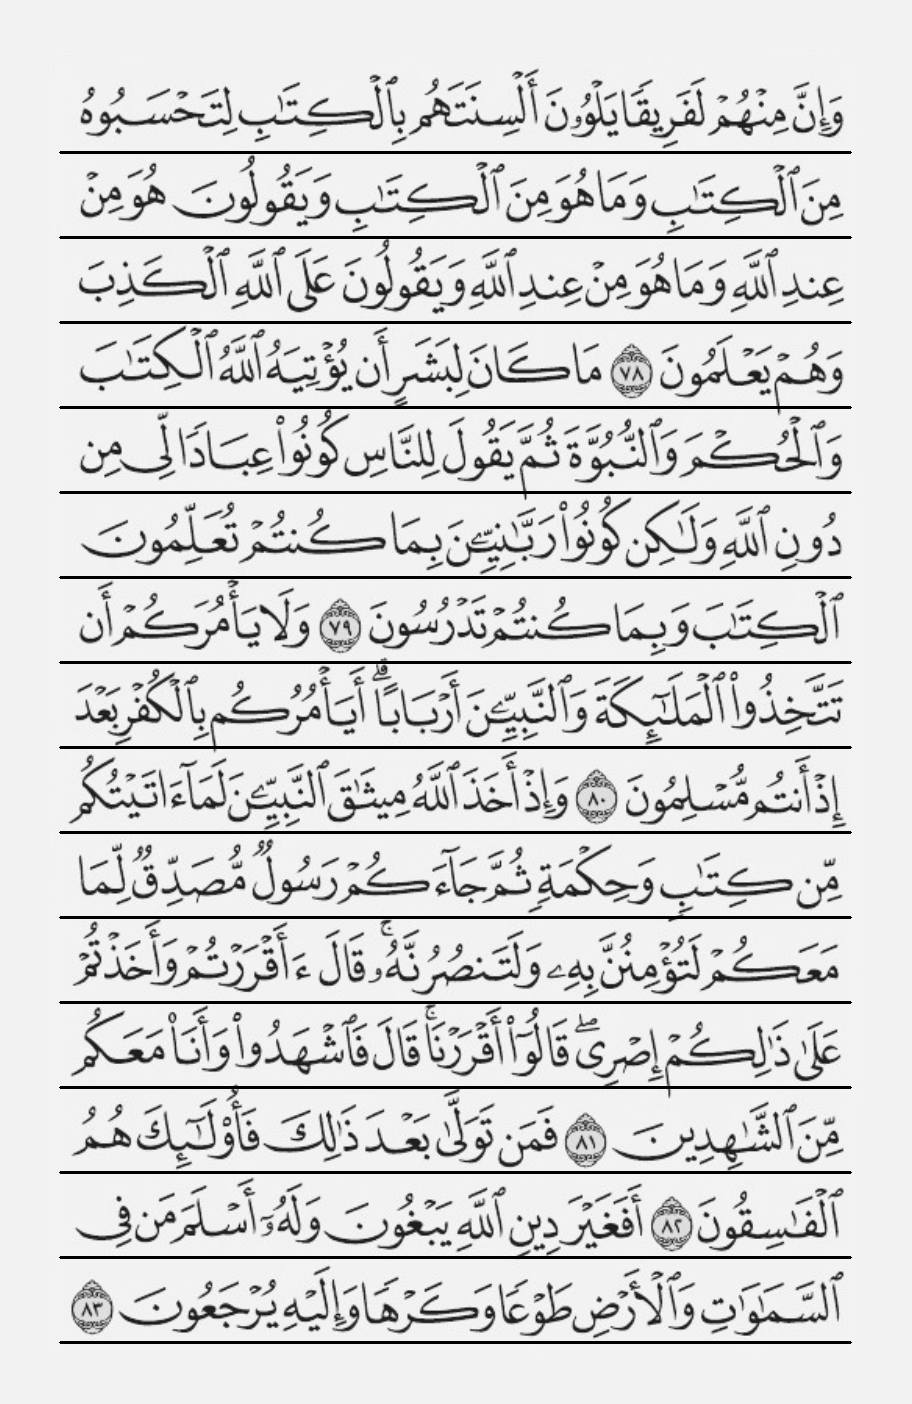 وَإِنَّ مِنْهُمْ لَفَرِيقًا يَلْوُۥنَ أَلْسِنَتَهُم بِٱلْكِتَٰبِ لِتَحْسَبُوهُ
مِنَ ٱلْكِتَٰبِ وَمَا هُوَ مِنَ ٱلْكِتَٰبِ وَيَقُولُونَ هُوَ مِنْ
عِندِ ٱللَّهِ وَمَا هُوَ مِنْ عِندِ ٱللَّهِ وَيَقُولُونَ عَلَى ٱللَّهِ ٱلْكَذِبَ
وَهُمْ يَعْلَمُونَ ٧٨ مَا كَانَ لِبَشَرٍ أَن يُؤْتِيَهُ ٱللَّهُ ٱلْكِتَٰبَ
وَٱلْحُكْمَ وَٱلنُّبُوَّةَ ثُمَّ يَقُولَ لِلنَّاسِ كُونُوا۟ عِبَادًا لِّى مِن
دُونِ ٱللَّهِ وَلَٰكِن كُونُوا۟ رَبَّٰنِيِّۦنَ بِمَا كُنتُمْ تُعَلِّمُونَ
ٱلْكِتَٰبَ وَبِمَا كُنتُمْ تَدْرُسُونَ ٧٩ وَلَا يَأْمُرَكُمْ أَن
تَتَّخِذُوا۟ ٱلْمَلَٰٓئِكَةَ وَٱلنَّبِيِّۦنَ أَرْبَابًا ۗ أَيَأْمُرُكُم بِٱلْكُفْرِ بَعْدَ
إِذْ أَنتُم مُّسْلِمُونَ ٨٠ وَإِذْ أَخَذَ ٱللَّهُ مِيثَٰقَ ٱلنَّبِيِّۦنَ لَمَآ ءَاتَيْتُكُم
مِّن كِتَٰبٍ وَحِكْمَةٍ ثُمَّ جَآءَكُمْ رَسُولٌ مُّصَدِّقٌ لِّمَا
مَعَكُمْ لَتُؤْمِنُنَّ بِهِۦ وَلَتَنصُرُنَّهُۥ ۚ قَالَ ءَأَقْرَرْتُمْ وَأَخَذْتُمْ
عَلَىٰ ذَٰلِكُمْ إِصْرِى ۖ قَالُوٓا۟ أَقْرَرْنَا ۚ قَالَ فَٱشْهَدُوا۟ وَأَنَا۠ مَعَكُم
مِّنَ ٱلشَّٰهِدِينَ ٨١ فَمَن تَوَلَّىٰ بَعْدَ ذَٰلِكَ فَأُو۟لَٰٓئِكَ هُمُ
ٱلْفَٰسِقُونَ ٨٢ أَفَغَيْرَ دِينِ ٱللَّهِ يَبْغُونَ وَلَهُۥٓ أَسْلَمَ مَن فِى
ٱلسَّمَٰوَٰتِ وَٱلْأَرْضِ طَوْعًا وَكَرْهًا وَإِلَيْهِ يُرْجَعُونَ ٨٣